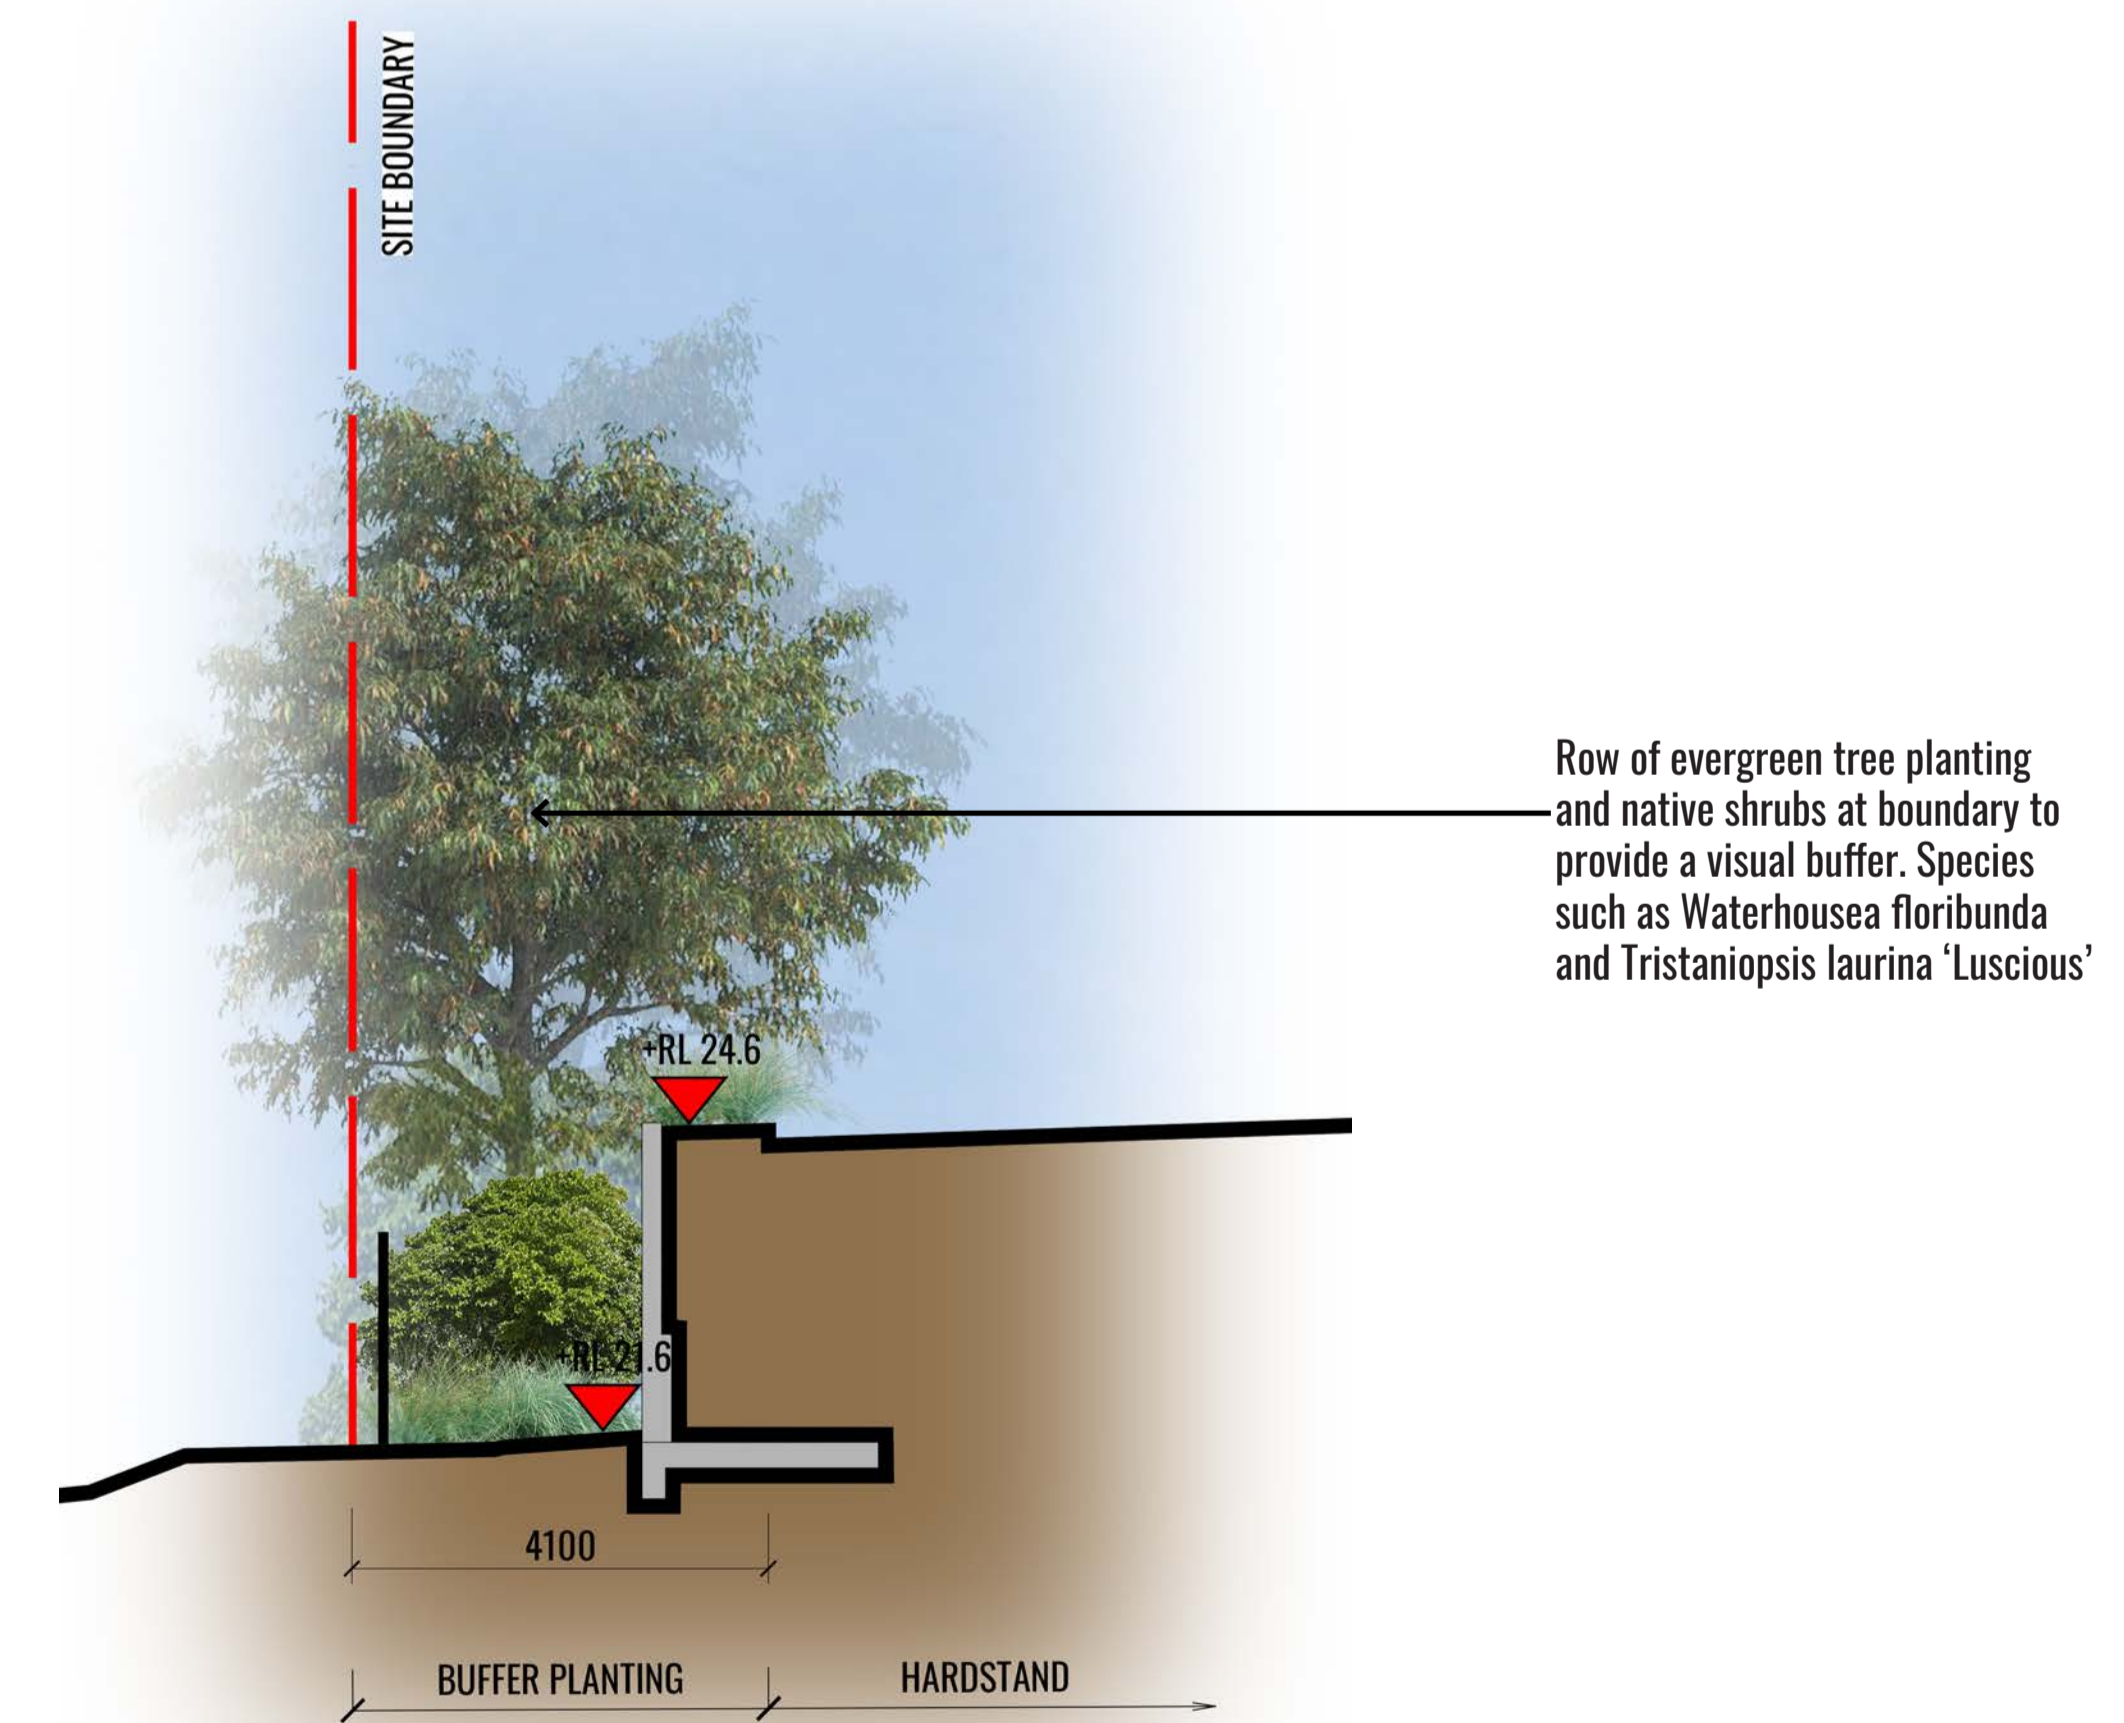 SITE BOUNDARY
Row of evergreen tree planting
and native shrubs at boundary to
provide a visual buffer. Species
such as Waterhousea floribunda
and Tristaniopsis laurina ‘Luscious’
+RL 24.6
+RL 21.6
4100
BUFFER PLANTING
HARDSTAND